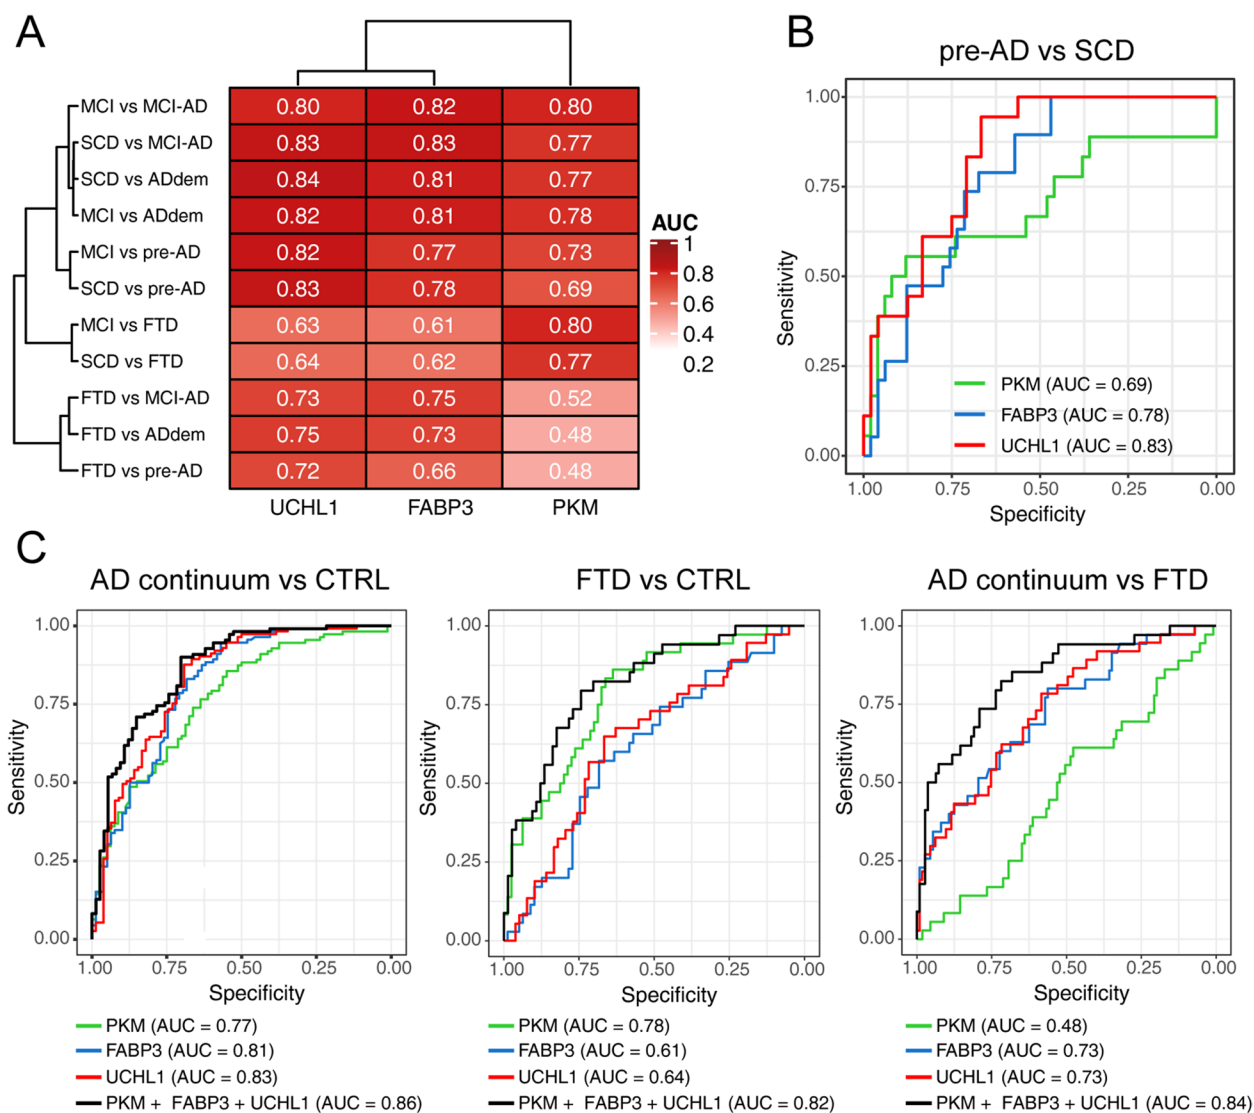 A
MCI vs MCI-AD 0.80 0.82 0.80
SCD vs MCI-AD 0.83 0.83 0.77
SCD vs ADdem 0.84 0.81 0.77
MCI vs ADdem 0.82 0.81 0.78
MCI vs pre-AD 0.82 0.77 0.73
SCD vs pre-AD 0.83 0.78 0.69
MCI vs FTD 0.63 0.61 0.80
SCD vs FTD 0.64 0.62 0.77
FTD vs MCI-AD 0.73 0.75 0.52
FTD vs ADdem 0.75 0.73 0.48
FTD vs pre-AD 0.72 0.66 0.48
UCHL1 FABP3 PKM
AUC
1
0.8
0.6
0.4
0.2
B
pre-AD vs SCD
Sensitivity
1.00
0.75
0.50
0.25
0.00
PKM (AUC = 0.69)
FABP3 (AUC = 0.78)
UCHL1 (AUC = 0.83)
1.00 0.75 0.50 0.25 0.00
Specificity
C
AD continuum vs CTRL
Sensitivity
1.00
0.75
0.50
0.25
0.00
1.00 0.75 0.50 0.25 0.00
Specificity
PKM (AUC = 0.77)
FABP3 (AUC = 0.81)
UCHL1 (AUC = 0.83)
PKM + FABP3 + UCHL1 (AUC = 0.86)
FTD vs CTRL
Sensitivity
1.00
0.75
0.50
0.25
0.00
1.00 0.75 0.50 0.25 0.00
Specificity
PKM (AUC = 0.78)
FABP3 (AUC = 0.61)
UCHL1 (AUC = 0.64)
PKM + FABP3 + UCHL1 (AUC = 0.82)
AD continuum vs FTD
Sensitivity
1.00
0.75
0.50
0.25
0.00
1.00 0.75 0.50 0.25 0.00
Specificity
PKM (AUC = 0.48)
FABP3 (AUC = 0.73)
UCHL1 (AUC = 0.73)
PKM + FABP3 + UCHL1 (AUC = 0.84)